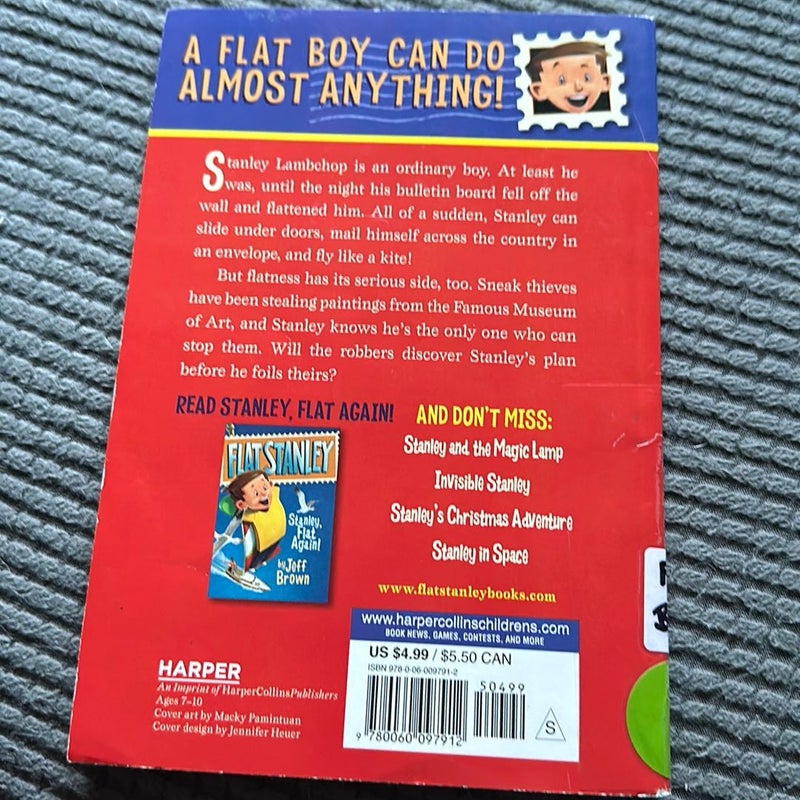 A FLAT BOY CAN DO
ALMOST ANYTHING!
Stanley Lambchop is an ordinary boy. At least he
was, until the night his bulletin board fell off the
wall and flattened him. All of a sudden, Stanley can
slide under doors, mail himself across the country in
an envelope, and fly like a kite!
But flatness has its serious side, too. Sneak thieves
have been stealing paintings from the Famous Museum
of Art, and Stanley knows he's the only one who can
stop them. Will the robbers discover Stanley's plan
before he foils theirs?
READ STANLEY, FLAT AGAIN!
FLAT STANLEY
Stanley,
Flat
Again!
by Jeff
Brown
AND DON'T MISS:
Stanley and the Magic Lamp
Invisible Stanley
Stanley's Christmas Adventure
Stanley in Space
www.flatstanleybooks.com
www.harpercollinschildrens.com
BOOK NEWS, GAMES, CONTESTS, AND MORE
US $4.99 / $5.50 CAN
ISBN 978-0-06-009791-2
50499
9 780060 097912
S
HARPER
An Imprint of HarperCollinsPublishers
Ages 7–10
Cover art by Macky Pamintuan
Cover design by Jennifer Heuer